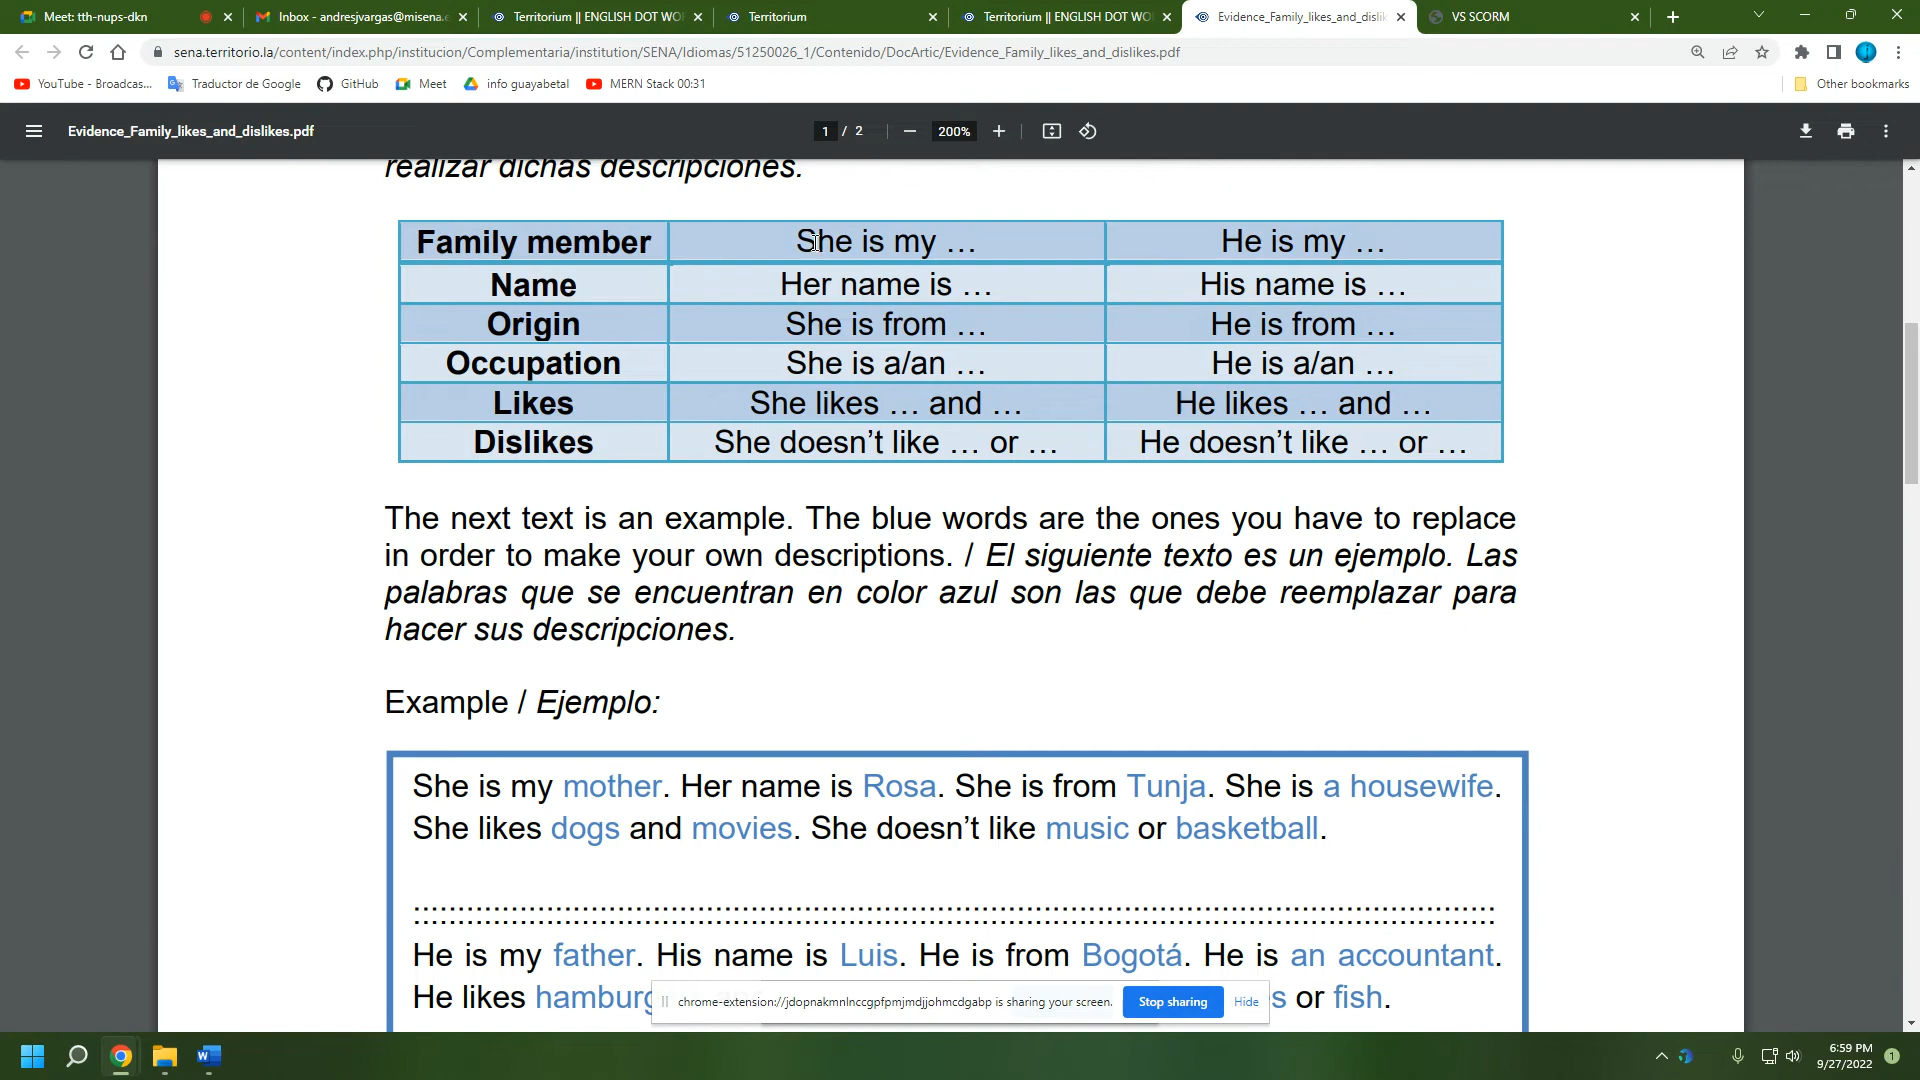 Meet: tth-nups-dkn
Inbox - andresjvargas@misena.e
Territorium || ENGLISH DOT WO
Territorium
Territorium || ENGLISH DOT WO
Evidence_Family_likes_and_dislik
VS SCORM
sena.territorio.la/content/index.php/institucion/Complementaria/institution/SENA/Idiomas/51250026_1/Contenido/DocArtic/Evidence_Family_likes_and_dislikes.pdf
YouTube - Broadcas...
Traductor de Google
GitHub
Meet
info guayabetal
MERN Stack 00:31
Other bookmarks
Evidence_Family_likes_and_dislikes.pdf
1 / 2
200%
realizar dichas descripciones.
Family member She is my … He is my …
Name Her name is … His name is …
Origin She is from … He is from …
Occupation She is a/an … He is a/an …
Likes She likes … and … He likes … and …
Dislikes She doesn’t like … or … He doesn’t like … or …
The next text is an example. The blue words are the ones you have to replace
in order to make your own descriptions. / El siguiente texto es un ejemplo. Las
palabras que se encuentran en color azul son las que debe reemplazar para
hacer sus descripciones.
Example / Ejemplo:
She is my mother. Her name is Rosa. She is from Tunja. She is a housewife.
She likes dogs and movies. She doesn’t like music or basketball.
He is my father. His name is Luis. He is from Bogotá. He is an accountant.
He likes hamburg
s or fish.
chrome-extension://jdopnakmnlnccgpfpmjmdjjohmcdgabp is sharing your screen.
Stop sharing
Hide
6:59 PM
9/27/2022
1